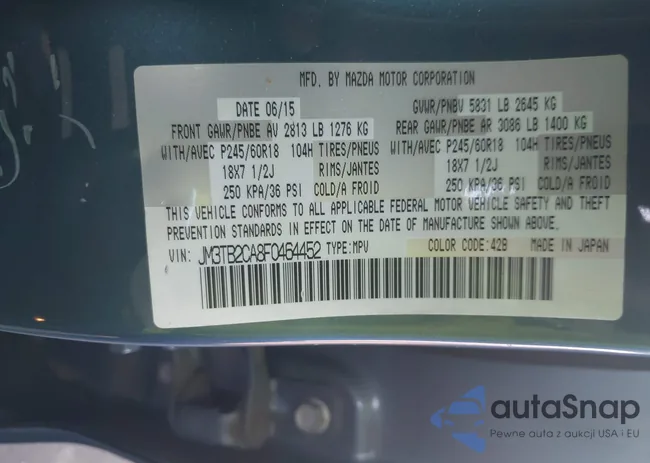 MFD. BY MAZDA MOTOR CORPORATION
DATE 06/15 GVWR/PNBV 5831 LB 2645 KG
FRONT GAWR/PNBE AV 2813 LB 1276 KG REAR GAWR/PNBE AR 3086 LB 1400 KG
WITH/AVEC P245/60R18 104H TIRES/PNEUS WITH/AVEC P245/60R18 104H TIRES/PNEUS
18X7 1/2J RIMS/JANTES 18X7 1/2J RIMS/JANTES
250 KPA/36 PSI COLD/A FROID 250 KPA/36 PSI COLD/A FROID
THIS VEHICLE CONFORMS TO ALL APPLICABLE FEDERAL MOTOR VEHICLE SAFETY AND THEFT
PREVENTION STANDARDS IN EFFECT ON THE DATE OF MANUFACTURE SHOWN ABOVE.
VIN: JM3TB2CA8F0464452 TYPE:MPV COLOR CODE:42B MADE IN JAPAN
autoSnap
Pewne auta z aukcji USA i EU